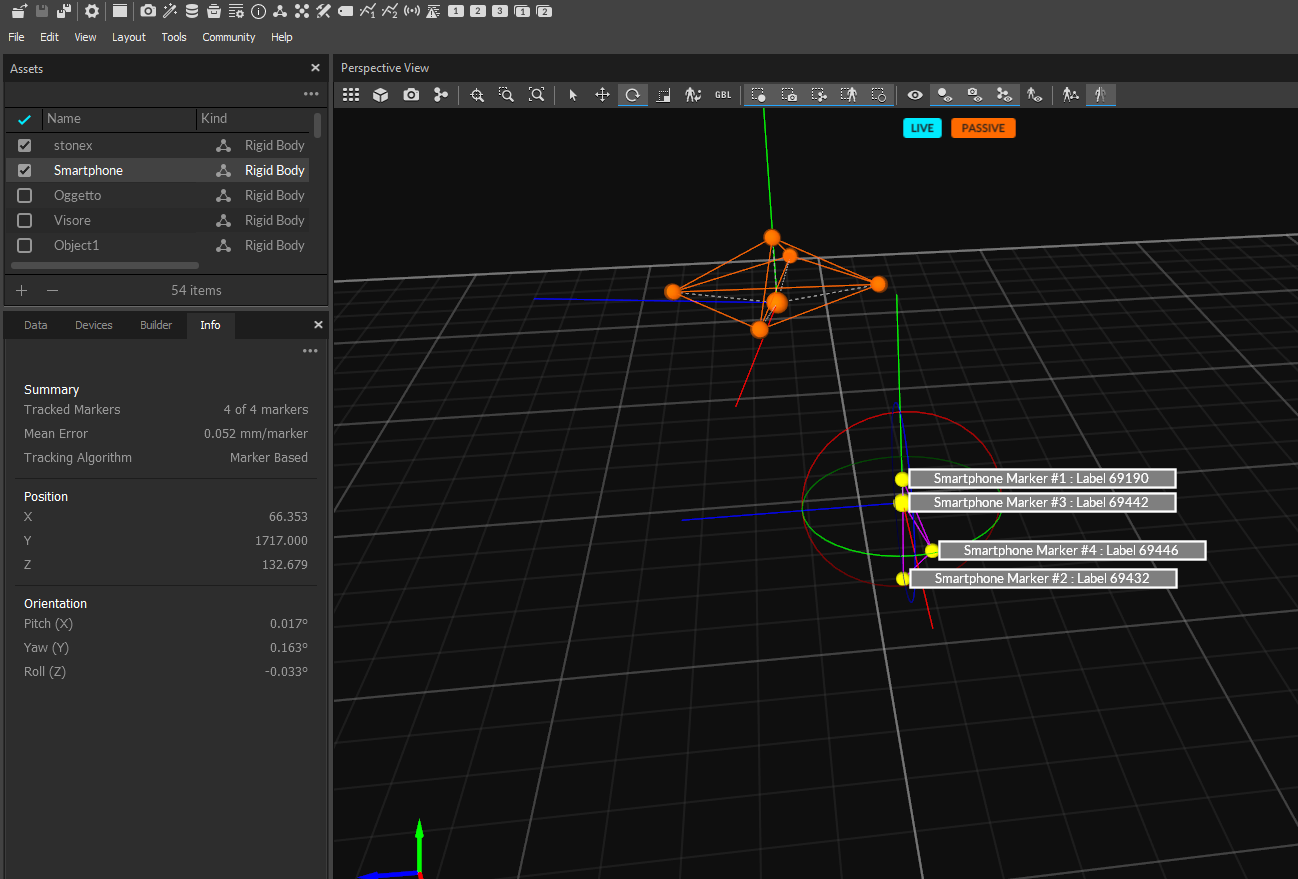 1 2 3 1 2
File Edit View Layout Tools Community Help
Assets
Perspective View
GBL
Name Kind
LIVE PASSIVE
stonex Rigid Body
Smartphone Rigid Body
Oggetto Rigid Body
Visore Rigid Body
Object1 Rigid Body
54 items
Data Devices Builder Info
Summary
Tracked Markers 4 of 4 markers
Mean Error 0.052 mm/marker
Tracking Algorithm Marker Based
Position
X 66.353
Y 1717.000
Z 132.679
Orientation
Pitch (X) 0.017º
Yaw (Y) 0.163º
Roll (Z) -0.033º
Smartphone Marker #1 : Label 69190
Smartphone Marker #3 : Label 69442
Smartphone Marker #4 : Label 69446
Smartphone Marker #2 : Label 69432